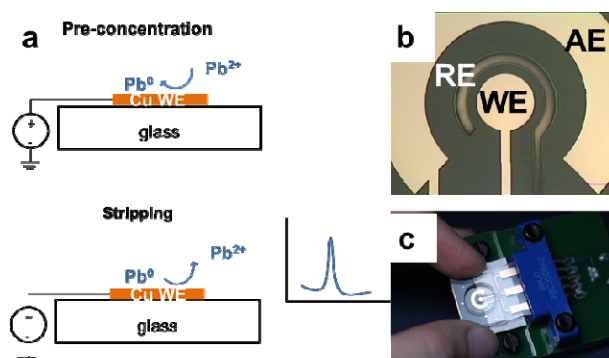 a
Pre-concentration
Pb0
Pb2+
Cu WE
glass
Stripping
Pb0
Pb2+
Cu WE
glass
b
AE
RE
WE
c